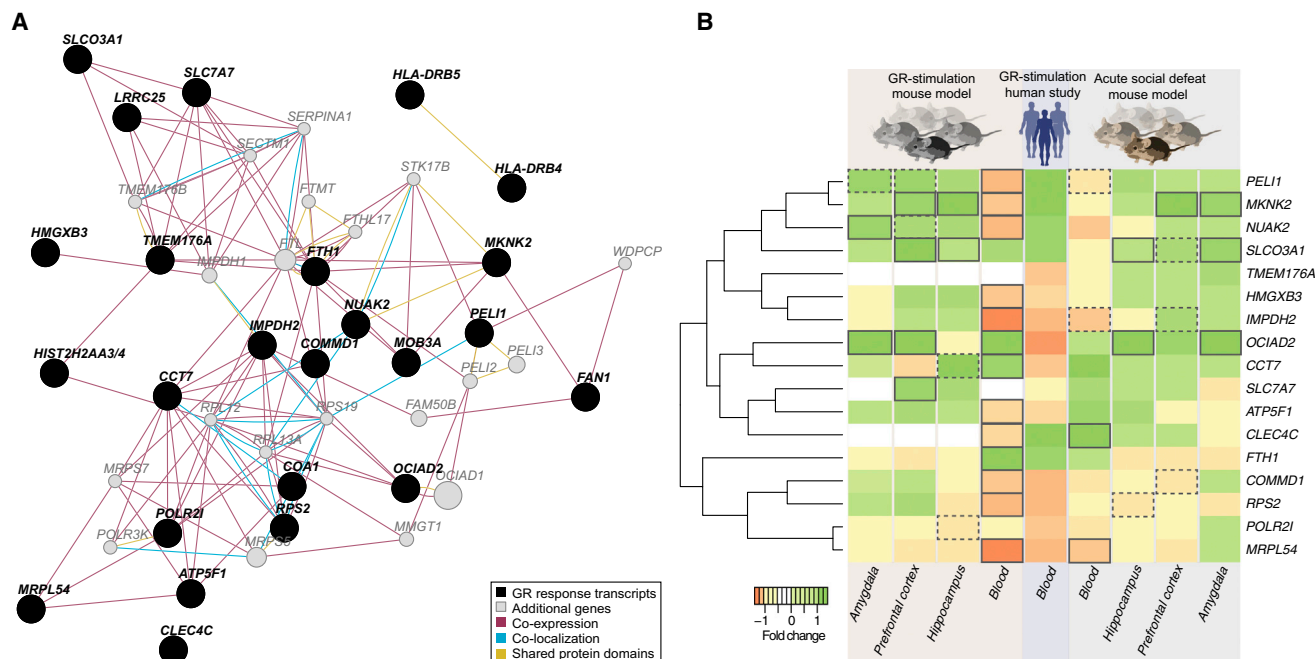 A
SLCO3A1
SLC7A7
LRRC25
HLA-DRB5
SERPINA1
SECTM1
STK17B
HLA-DRB4
TMEM176B
FTMT
FTHL17
HMGXB3
TMEM176A
FTL
FTH1
MKNK2
WDPCP
IMPDH1
NUAK2
PELI1
IMPDH2
COMMD1
MOB3A
PELI3
HIST2H2AA3/4
PELI2
FAN1
CCT7
RPL12
RPS19
FAM50B
RPL13A
MRPS7
COA1
OCIAD2
OCIAD1
POLR2I
RPS2
POLR3K
MRPS5
MMGT1
MRPL54
ATP5F1
CLEC4C
GR response transcripts
Additional genes
Co-expression
Co-localization
Shared protein domains
B
GR-stimulation
mouse model
GR-stimulation
human study
Acute social defeat
mouse model
PELI1
MKNK2
NUAK2
SLCO3A1
TMEM176A
HMGXB3
IMPDH2
OCIAD2
CCT7
SLC7A7
ATP5F1
CLEC4C
FTH1
COMMD1
RPS2
POLR2I
MRPL54
Amygdala
Prefrontal cortex
Hippocampus
Blood
Blood
Blood
Hippocampus
Prefrontal cortex
Amygdala
−1 0 1
Fold change